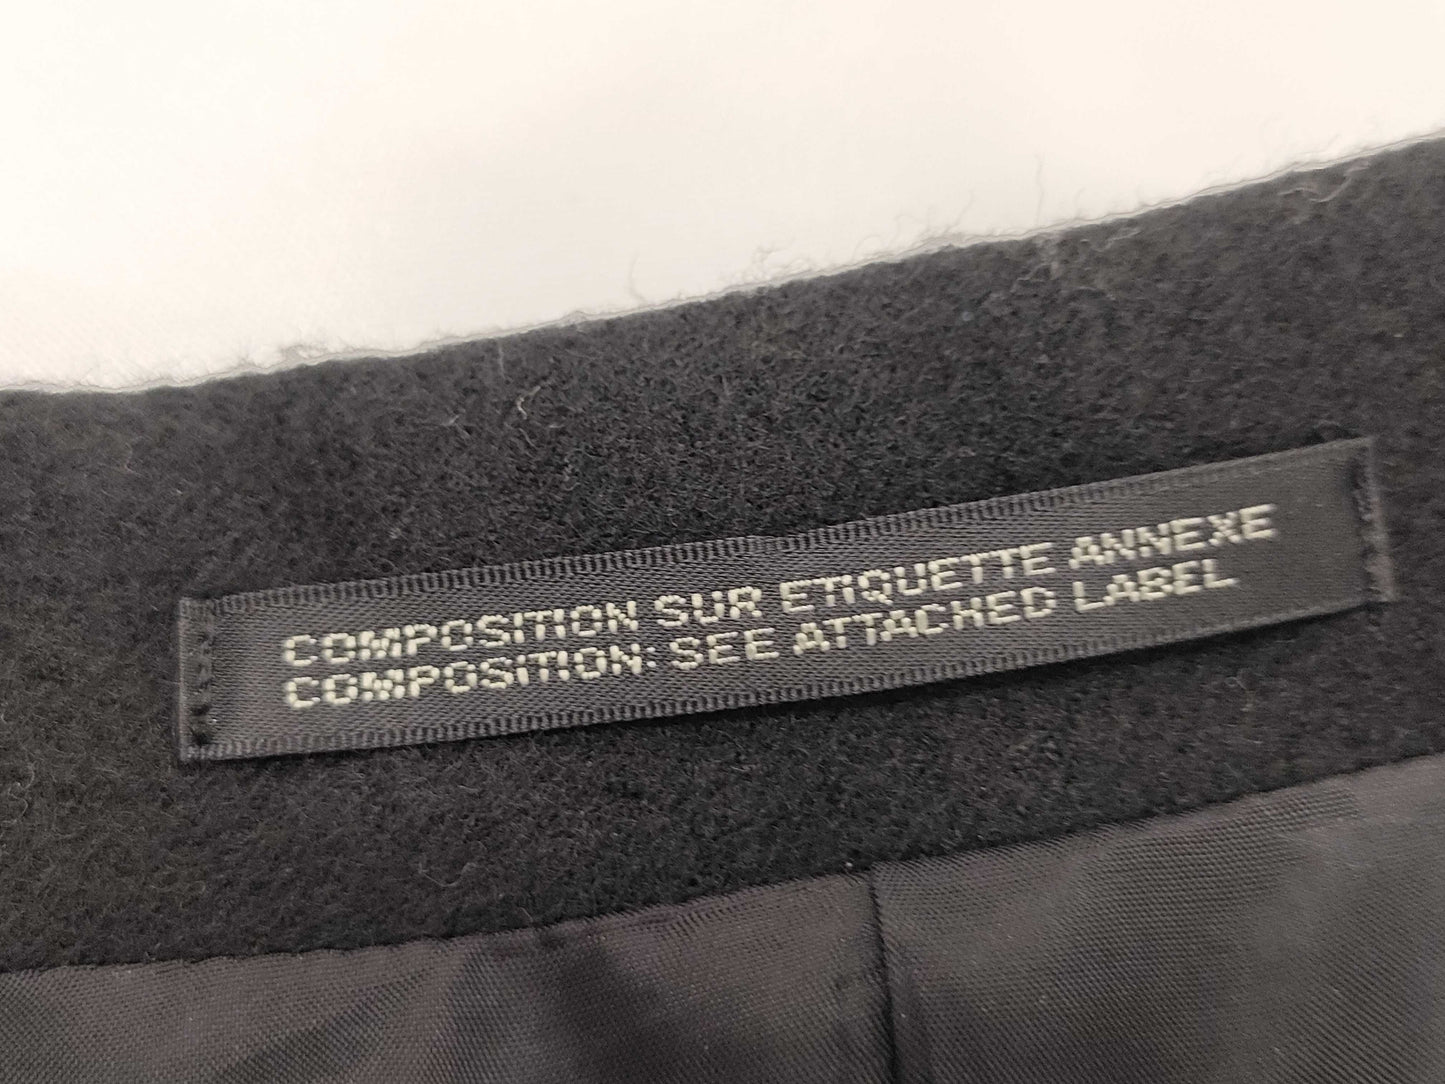 COMPOSITION SUR ETIQUETTE ANNEXE
COMPOSITION: SEE ATTACHED LABEL